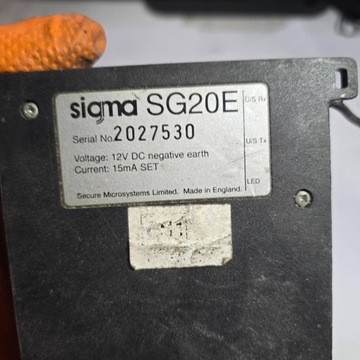 sigma SG20E
Serial No. 2027530
Voltage: 12V DC negative earth
Current: 15mA SET
Secure Microsystems Limited. Made in England.
U/S Rx
U/S Tx
LED